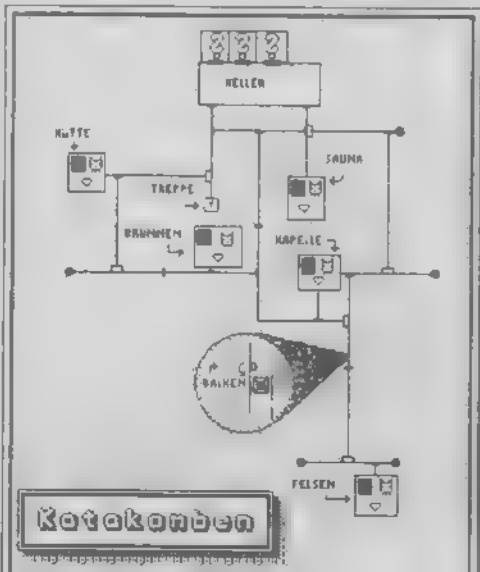 ? ? ?
KELLER
HÜTTE
SAUNA
TREPPE
BRUNNEN
KAPELLE
BALKEN
FELSEN
Katakomben